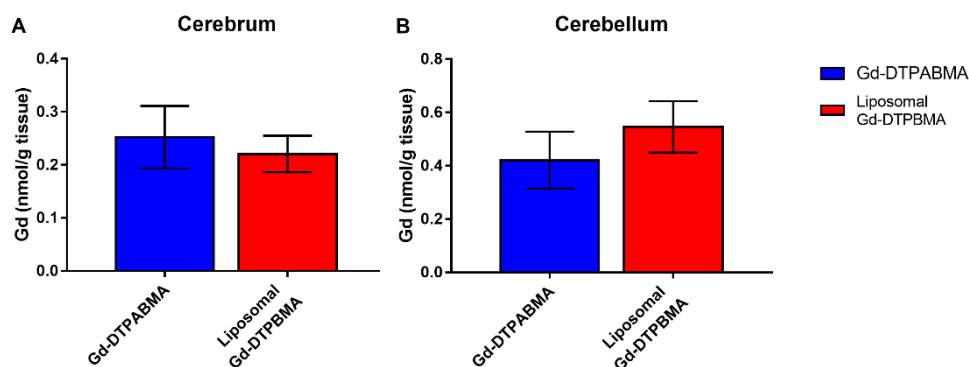 A
Cerebrum
Gd (nmol/g tissue)
0.4
0.3
0.2
0.1
0.0
Gd-DTPABMA
Liposomal
Gd-DTPBMA
B
Cerebellum
Gd (nmol/g tissue)
0.8
0.6
0.4
0.2
0.0
Gd-DTPABMA
Liposomal
Gd-DTPBMA
Gd-DTPABMA
Liposomal
Gd-DTPBMA